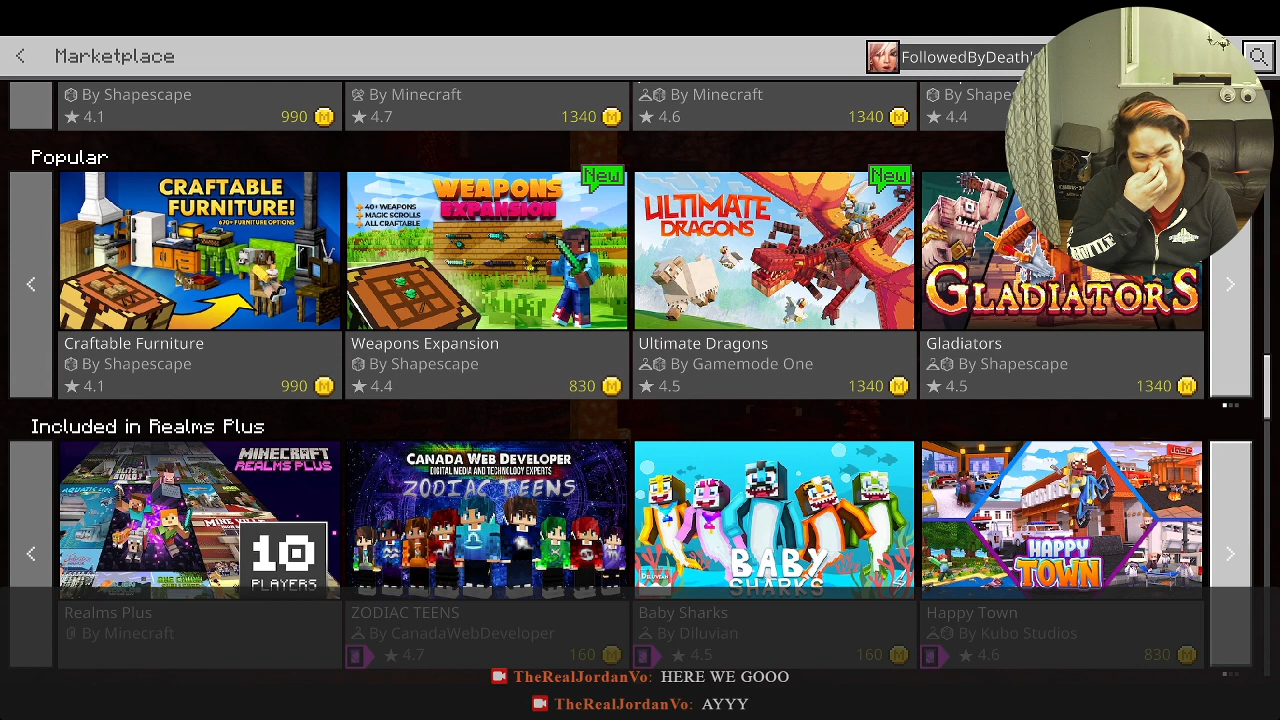 Marketplace
FollowedByDeath'
By Shapescape
4.1
990
By Minecraft
4.7
1340
By Minecraft
4.6
1340
By Shape
4.4
Popular
CRAFTABLE
FURNITURE!
670+ FURNITURE OPTIONS
Craftable Furniture
By Shapescape
4.1
990
New
WEAPONS
EXPANSION
40+ WEAPONS
MAGIC SCROLLS
ALL CRAFTABLE
Weapons Expansion
By Shapescape
4.4
830
New
ULTIMATE
DRAGONS
Ultimate Dragons
By Gamemode One
4.5
1340
GLADIATORS
Gladiators
By Shapescape
4.5
1340
BATTLE
Included in Realms Plus
MINECRAFT
REALMS PLUS
10
PLAYERS
Realms Plus
By Minecraft
CANADA WEB DEVELOPER
DIGITAL MEDIA AND TECHNOLOGY EXPERTS
ZODIAC TEENS
ZODIAC TEENS
By CanadaWebDeveloper
4.7
160
BABY
SHARKS
DILUVIAN
Baby Sharks
By Diluvian
4.5
160
HAPPY
TOWN
Happy Town
By Kubo Studios
4.6
830
TheRealJordanVo: HERE WE GOOO
TheRealJordanVo: AYYY